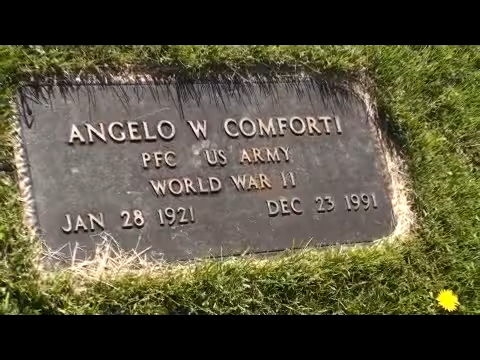 ANGELO W COMFORTI
PFC US ARMY
WORLD WAR II
JAN 28 1921 DEC 23 1991